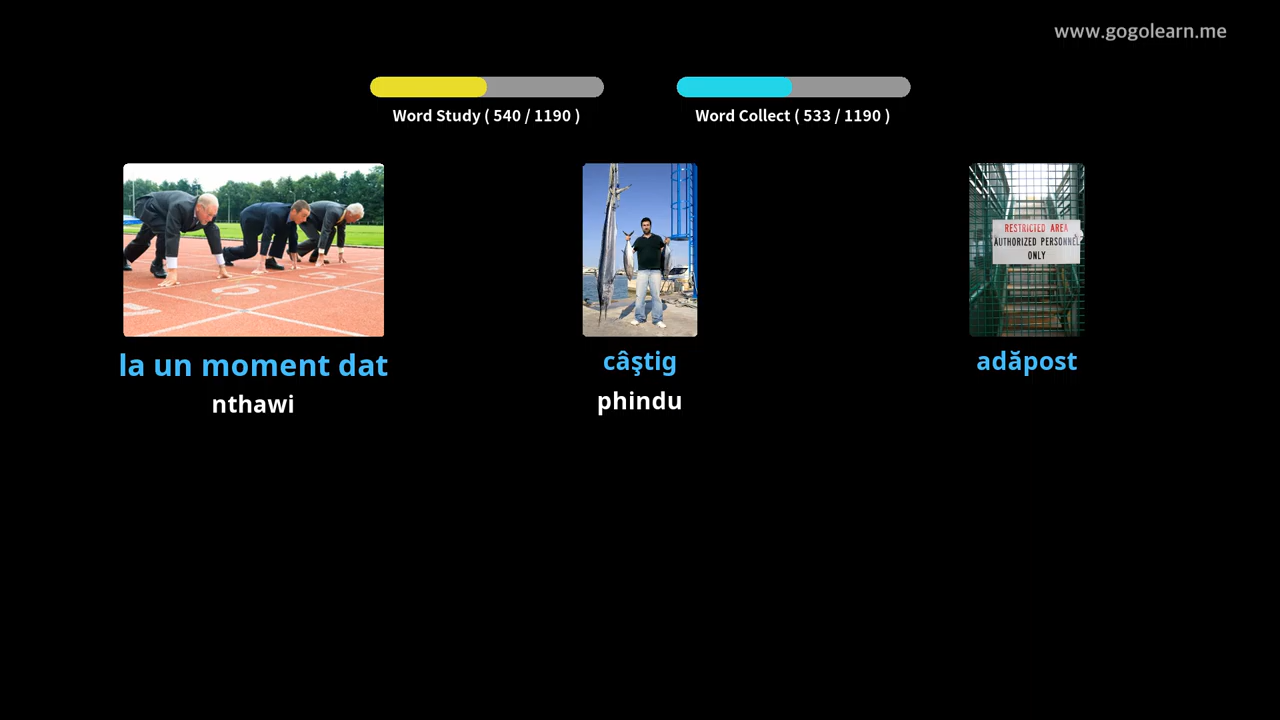 www.gogolearn.me
Word Study ( 540 / 1190 )
Word Collect ( 533 / 1190 )
RESTRICTED AREA
AUTHORIZED PERSONNEL
ONLY
la un moment dat
câştig
adăpost
nthawi
phindu